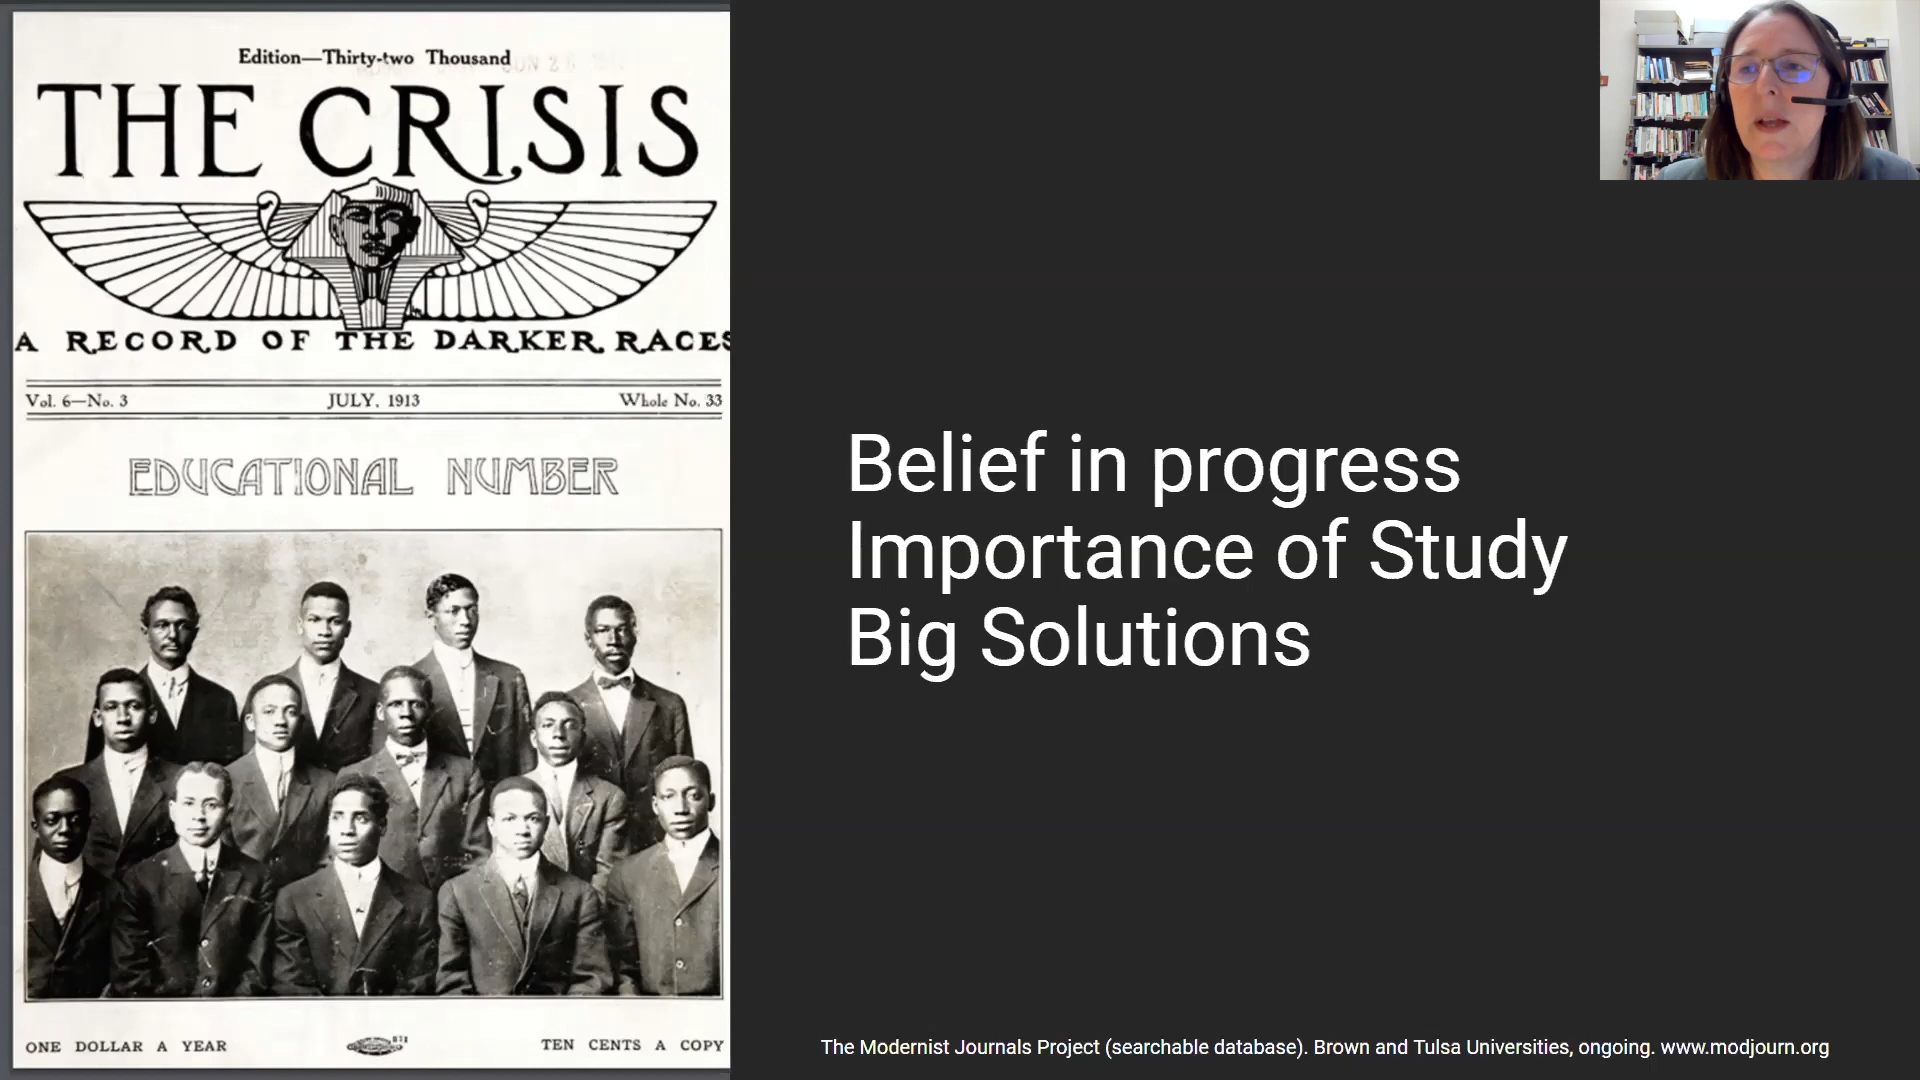 Edition—Thirty-two Thousand
THE CRISIS
A RECORD OF THE DARKER RACES
Vol. 6—No. 3 JULY, 1913 Whole No. 33
EDUCATIONAL NUMBER
ONE DOLLAR A YEAR TEN CENTS A COPY
Belief in progress
Importance of Study
Big Solutions
The Modernist Journals Project (searchable database). Brown and Tulsa Universities, ongoing. www.modjourn.org